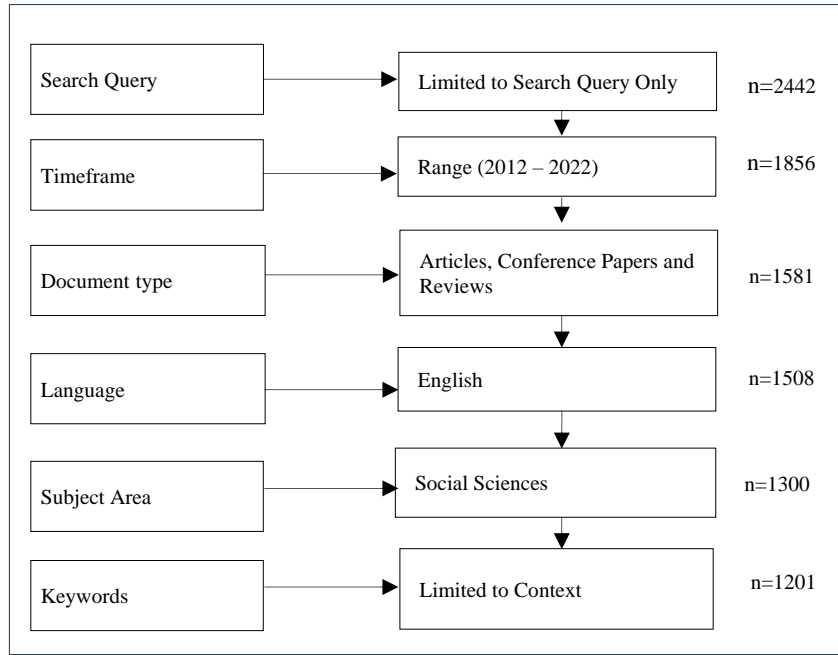 Search Query
Limited to Search Query Only
n=2442
Timeframe
Range (2012 – 2022)
n=1856
Document type
Articles, Conference Papers and
Reviews
n=1581
Language
English
n=1508
Subject Area
Social Sciences
n=1300
Keywords
Limited to Context
n=1201